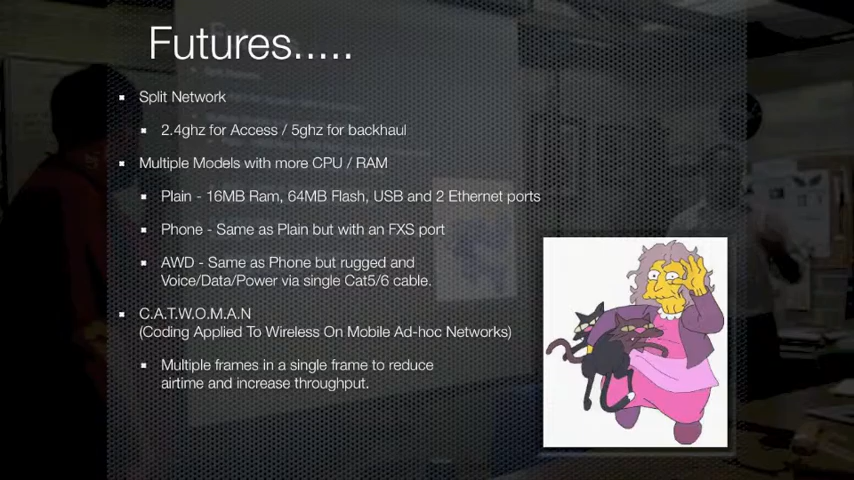 Futures.....
Split Network
2.4ghz for Access / 5ghz for backhaul
Multiple Models with more CPU / RAM
Plain - 16MB Ram, 64MB Flash, USB and 2 Ethernet ports
Phone - Same as Plain but with an FXS port
AWD - Same as Phone but rugged and
Voice/Data/Power via single Cat5/6 cable.
C.A.T.W.O.M.A.N
(Coding Applied To Wireless On Mobile Ad-hoc Networks)
Multiple frames in a single frame to reduce
airtime and increase throughput.